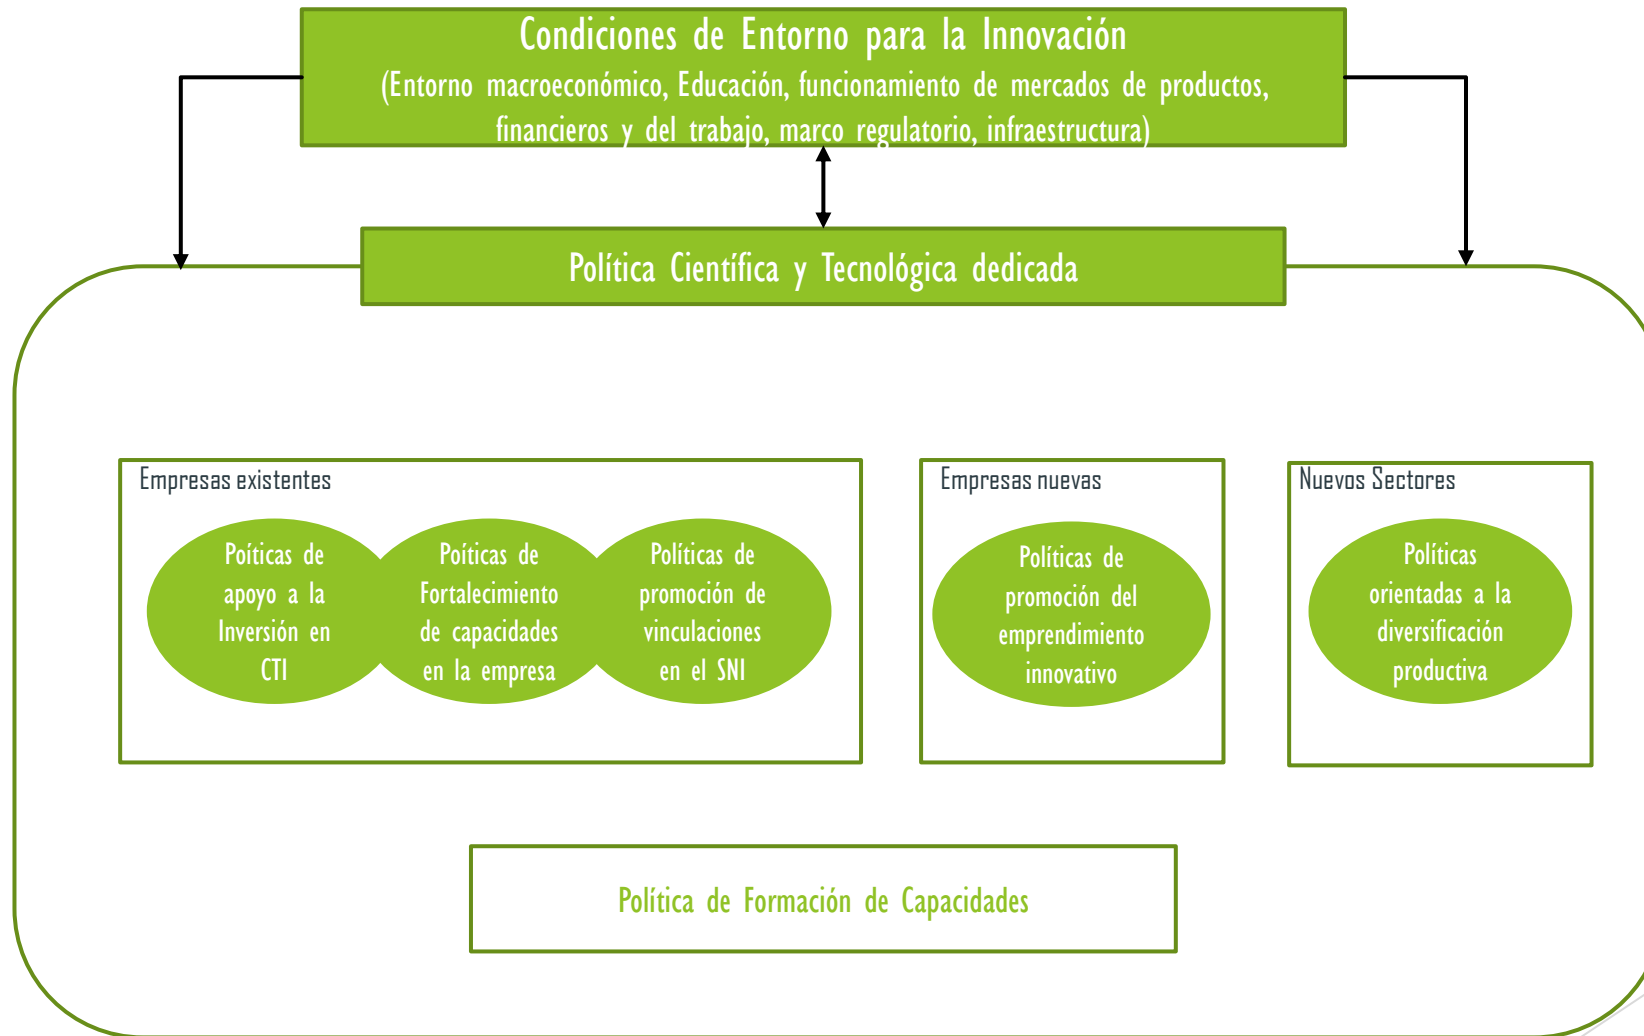 Condiciones de Entorno para la Innovación
(Entorno macroeconómico, Educación, funcionamiento de mercados de productos,
financieros y del trabajo, marco regulatorio, infraestructura)
Política Científica y Tecnológica dedicada
Empresas existentes
Poíticas de
apoyo a la
Inversión en
CTI
Poíticas de
Fortalecimiento
de capacidades
en la empresa
Políticas de
promoción de
vinculaciones
en el SNI
Empresas nuevas
Políticas de
promoción del
emprendimiento
innovativo
Nuevos Sectores
Políticas
orientadas a la
diversificación
productiva
Política de Formación de Capacidades